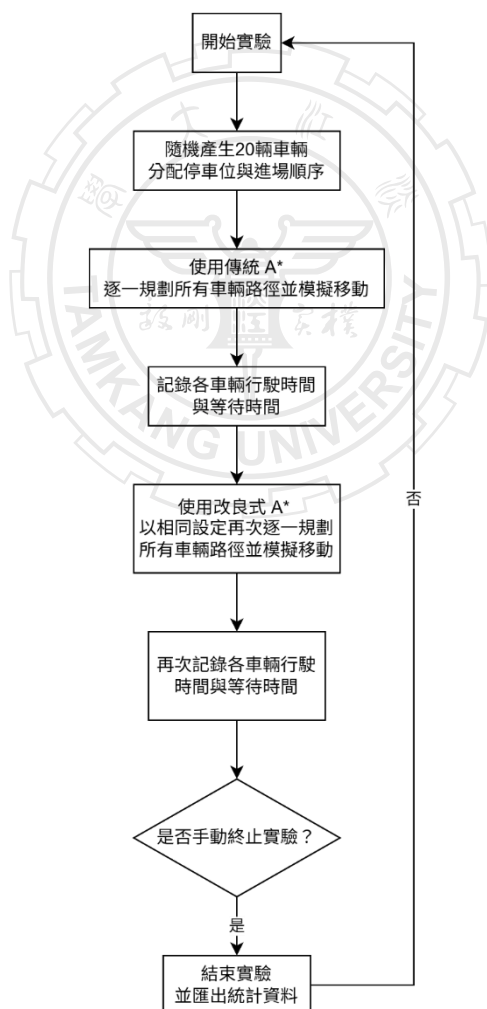 開始實驗
隨機產生20輛車輛
分配停車位與進場順序
使用傳統 A*
逐一規劃所有車輛路徑並模擬移動
記錄各車輛行駛時間
與等待時間
使用改良式 A*
以相同設定再次逐一規劃
所有車輛路徑並模擬移動
否
再次記錄各車輛行駛
時間與等待時間
是否手動終止實驗？
是
結束實驗
並匯出統計資料
TAMKANG UNIVERSITY